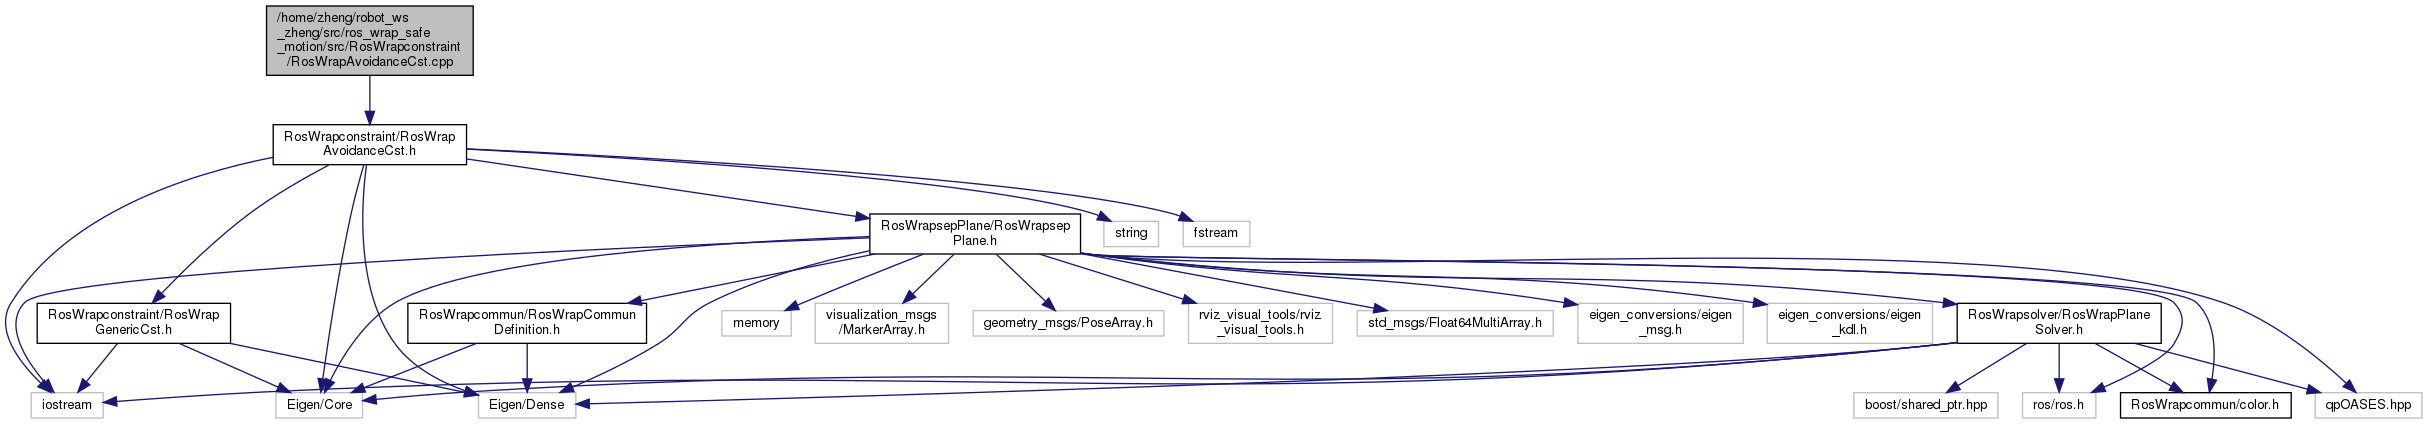 /home/zheng/robot_ws
_zheng/src/ros_wrap_safe
_motion/src/RosWrapconstraint
/RosWrapAvoidanceCst.cpp
RosWrapconstraint/RosWrap
AvoidanceCst.h
RosWrapsepPlane/RosWrapsep
Plane.h
string
fstream
RosWrapconstraint/RosWrap
GenericCst.h
RosWrapcommun/RosWrapCommun
Definition.h
memory
visualization_msgs
/MarkerArray.h
geometry_msgs/PoseArray.h
rviz_visual_tools/rviz
_visual_tools.h
std_msgs/Float64MultiArray.h
eigen_conversions/eigen
_msg.h
eigen_conversions/eigen
_kdl.h
RosWrapsolver/RosWrapPlane
Solver.h
iostream
Eigen/Core
Eigen/Dense
boost/shared_ptr.hpp
ros/ros.h
RosWrapcommun/color.h
qpOASES.hpp